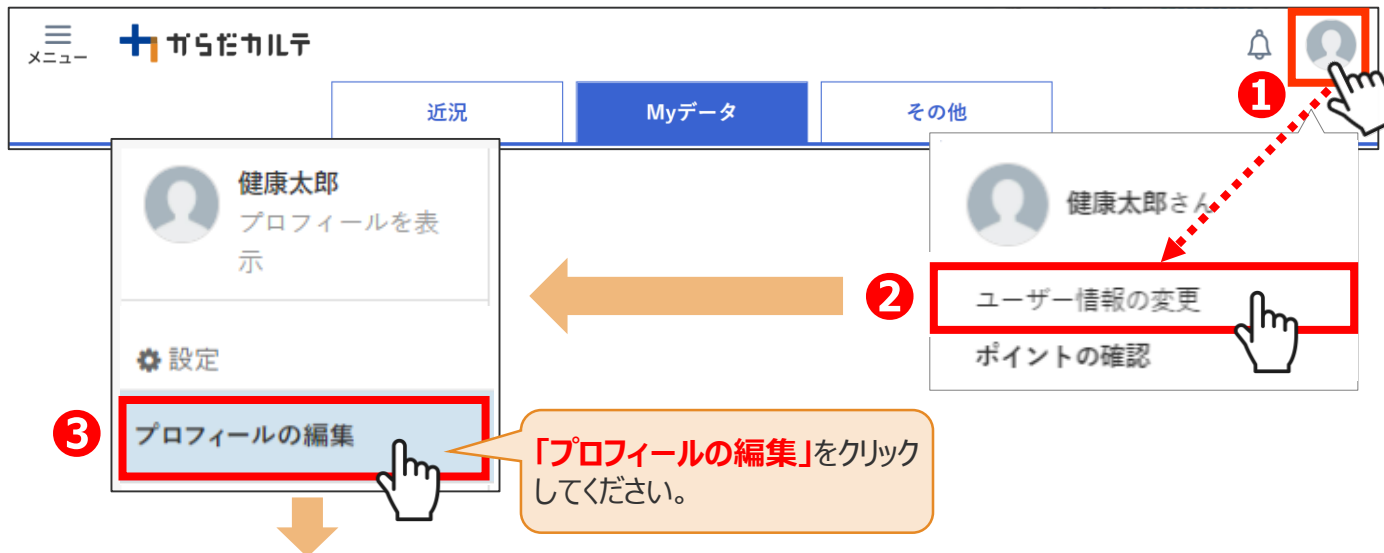 メニュー
からだカルテ
近況
Myデータ
その他
❶
健康太郎さん
❷
ユーザー情報の変更
ポイントの確認
健康太郎
プロフィールを表
示
設定
❸
プロフィールの編集
「プロフィールの編集」をクリック
してください。